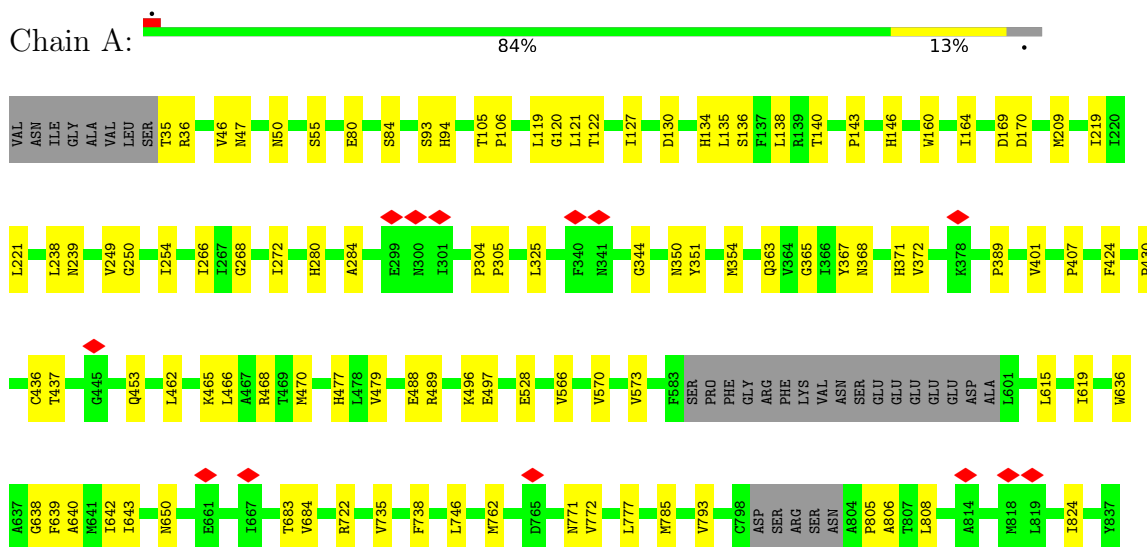 Chain A:
84% 13%
VAL ASN ILE GLY ALA VAL LEU SER T35 R36 V46 N47 N50 S55 E80 S84 S93 H94 T105 P106 L119 G120 L121 T122 I127 D130 H134 L135 S136 F137 L138 R139 T140 P143 H146 W160 I164 D169 D170 M209 I219 I220
L221 L238 N239 V249 G250 I254 I266 I267 G268 I272 H280 A284 E299 N300 I301 P304 P305 L325 F340 N341 G344 N350 Y351 M354 Q363 V364 G365 I366 Y367 N368 H371 V372 K378 P389 V401 P407 F424
C436 T437 G445 Q453 L462 K465 L466 A467 R468 T469 M470 H477 L478 V479 E488 R489 K496 E497 E528 V566 V570 V573 F583 SER PRO PHE GLY ARG PHE LYS VAL ASN SER GLU GLU GLU GLU GLU ASP ALA L601 L615 I619 W636
A637 G638 F639 A640 M641 I642 I643 N650 E661 I667 T683 V684 R722 V735 F738 L746 M762 D765 N771 V772 L777 M785 V793 C798 ASP SER ARG SER ASN A804 P805 A806 T807 L808 A814 M818 L819 I824 Y837